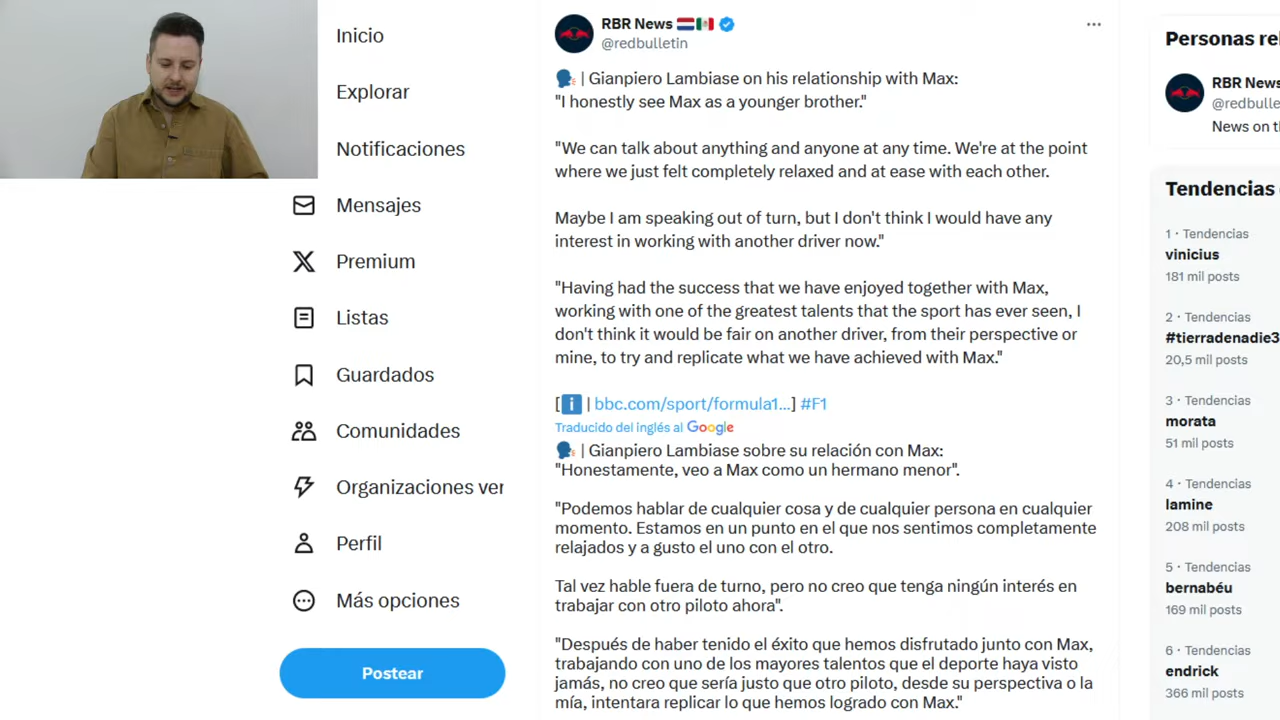 Inicio
Explorar
Notificaciones
Mensajes
Premium
Listas
Guardados
Comunidades
Organizaciones ver
Perfil
Más opciones
Postear
RBR News
@redbulletin
| Gianpiero Lambiase on his relationship with Max:
"I honestly see Max as a younger brother."
"We can talk about anything and anyone at any time. We're at the point
where we just felt completely relaxed and at ease with each other.
Maybe I am speaking out of turn, but I don't think I would have any
interest in working with another driver now."
"Having had the success that we have enjoyed together with Max,
working with one of the greatest talents that the sport has ever seen, I
don't think it would be fair on another driver, from their perspective or
mine, to try and replicate what we have achieved with Max."
[ℹ️ | bbc.com/sport/formula1...] #F1
Traducido del inglés al Google
| Gianpiero Lambiase sobre su relación con Max:
"Honestamente, veo a Max como un hermano menor".
"Podemos hablar de cualquier cosa y de cualquier persona en cualquier
momento. Estamos en un punto en el que nos sentimos completamente
relajados y a gusto el uno con el otro.
Tal vez hable fuera de turno, pero no creo que tenga ningún interés en
trabajar con otro piloto ahora".
"Después de haber tenido el éxito que hemos disfrutado junto con Max,
trabajando con uno de los mayores talentos que el deporte haya visto
jamás, no creo que sería justo que otro piloto, desde su perspectiva o la
mía, intentara replicar lo que hemos logrado con Max."
Personas rel
RBR News
@redbulle
News on th
Tendencias
1 · Tendencias
vinicius
181 mil posts
2 · Tendencias
#tierradenadie3
20,5 mil posts
3 · Tendencias
morata
51 mil posts
4 · Tendencias
lamine
208 mil posts
5 · Tendencias
bernabéu
169 mil posts
6 · Tendencias
endrick
366 mil posts